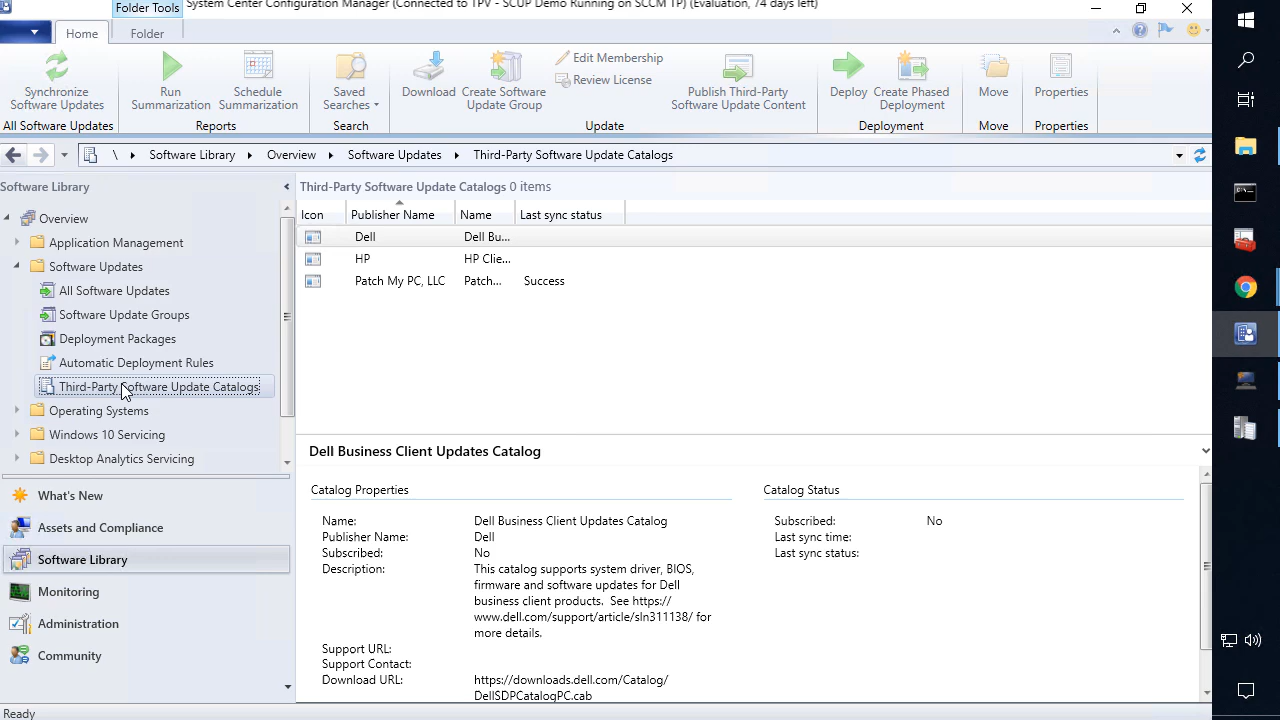 Folder Tools
System Center Configuration Manager (Connected to TPV - SCUP Demo Running on SCCM TP) (Evaluation, 74 days left)
Home
Folder
Synchronize
Software Updates
All Software Updates
Run
Summarization
Schedule
Summarization
Reports
Saved
Searches
Search
Download
Create Software
Update Group
Edit Membership
Review License
Publish Third-Party
Software Update Content
Update
Deploy
Create Phased
Deployment
Deployment
Move
Move
Properties
Properties
\ Software Library Overview Software Updates Third-Party Software Update Catalogs
Software Library
Overview
Application Management
Software Updates
All Software Updates
Software Update Groups
Deployment Packages
Automatic Deployment Rules
Third-Party Software Update Catalogs
Operating Systems
Windows 10 Servicing
Desktop Analytics Servicing
What's New
Assets and Compliance
Software Library
Monitoring
Administration
Community
Third-Party Software Update Catalogs 0 items
Icon Publisher Name Name Last sync status
Dell Dell Bu...
HP HP Clie...
Patch My PC, LLC Patch... Success
Dell Business Client Updates Catalog
Catalog Properties
Name: Dell Business Client Updates Catalog
Publisher Name: Dell
Subscribed: No
Description: This catalog supports system driver, BIOS,
firmware and software updates for Dell
business client products. See https://
www.dell.com/support/article/sln311138/ for
more details.
Support URL:
Support Contact:
Download URL: https://downloads.dell.com/Catalog/
DellSDPCatalogPC.cab
Catalog Status
Subscribed: No
Last sync time:
Last sync status:
Ready